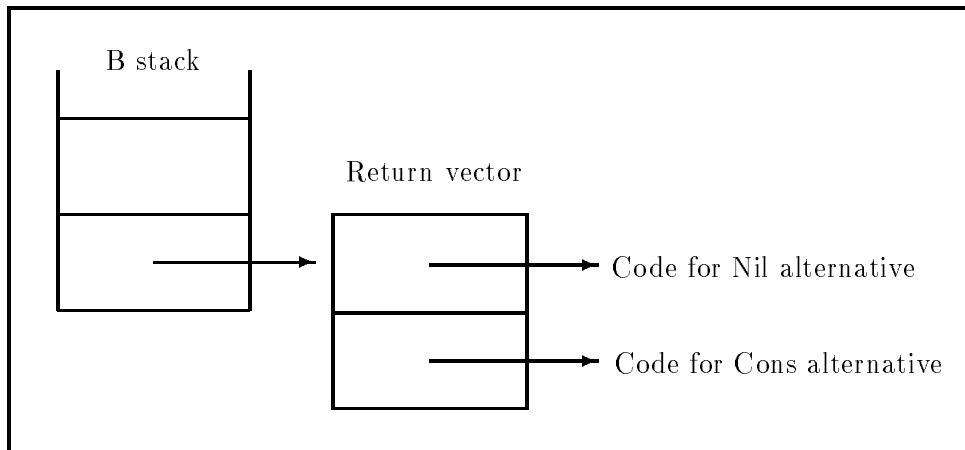 B stack
Return vector
Code for Nil alternative
Code for Cons alternative